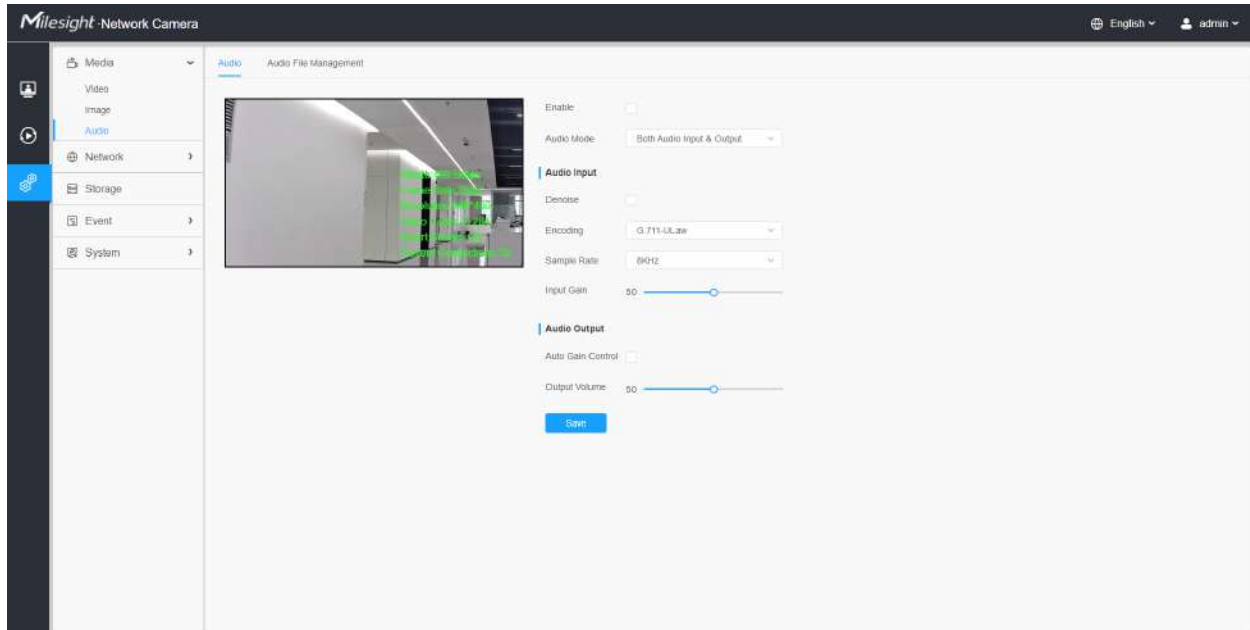 Milesight Network Camera
English
admin
Media
Video
Image
Audio
Network
Storage
Event
System
Audio
Audio File Management
Enable
Audio Mode
Both Audio Input & Output
Audio Input
Denoise
Encoding
G.711-ULaw
Sample Rate
8KHz
Input Gain
50
Audio Output
Auto Gain Control
Output Volume
50
Save